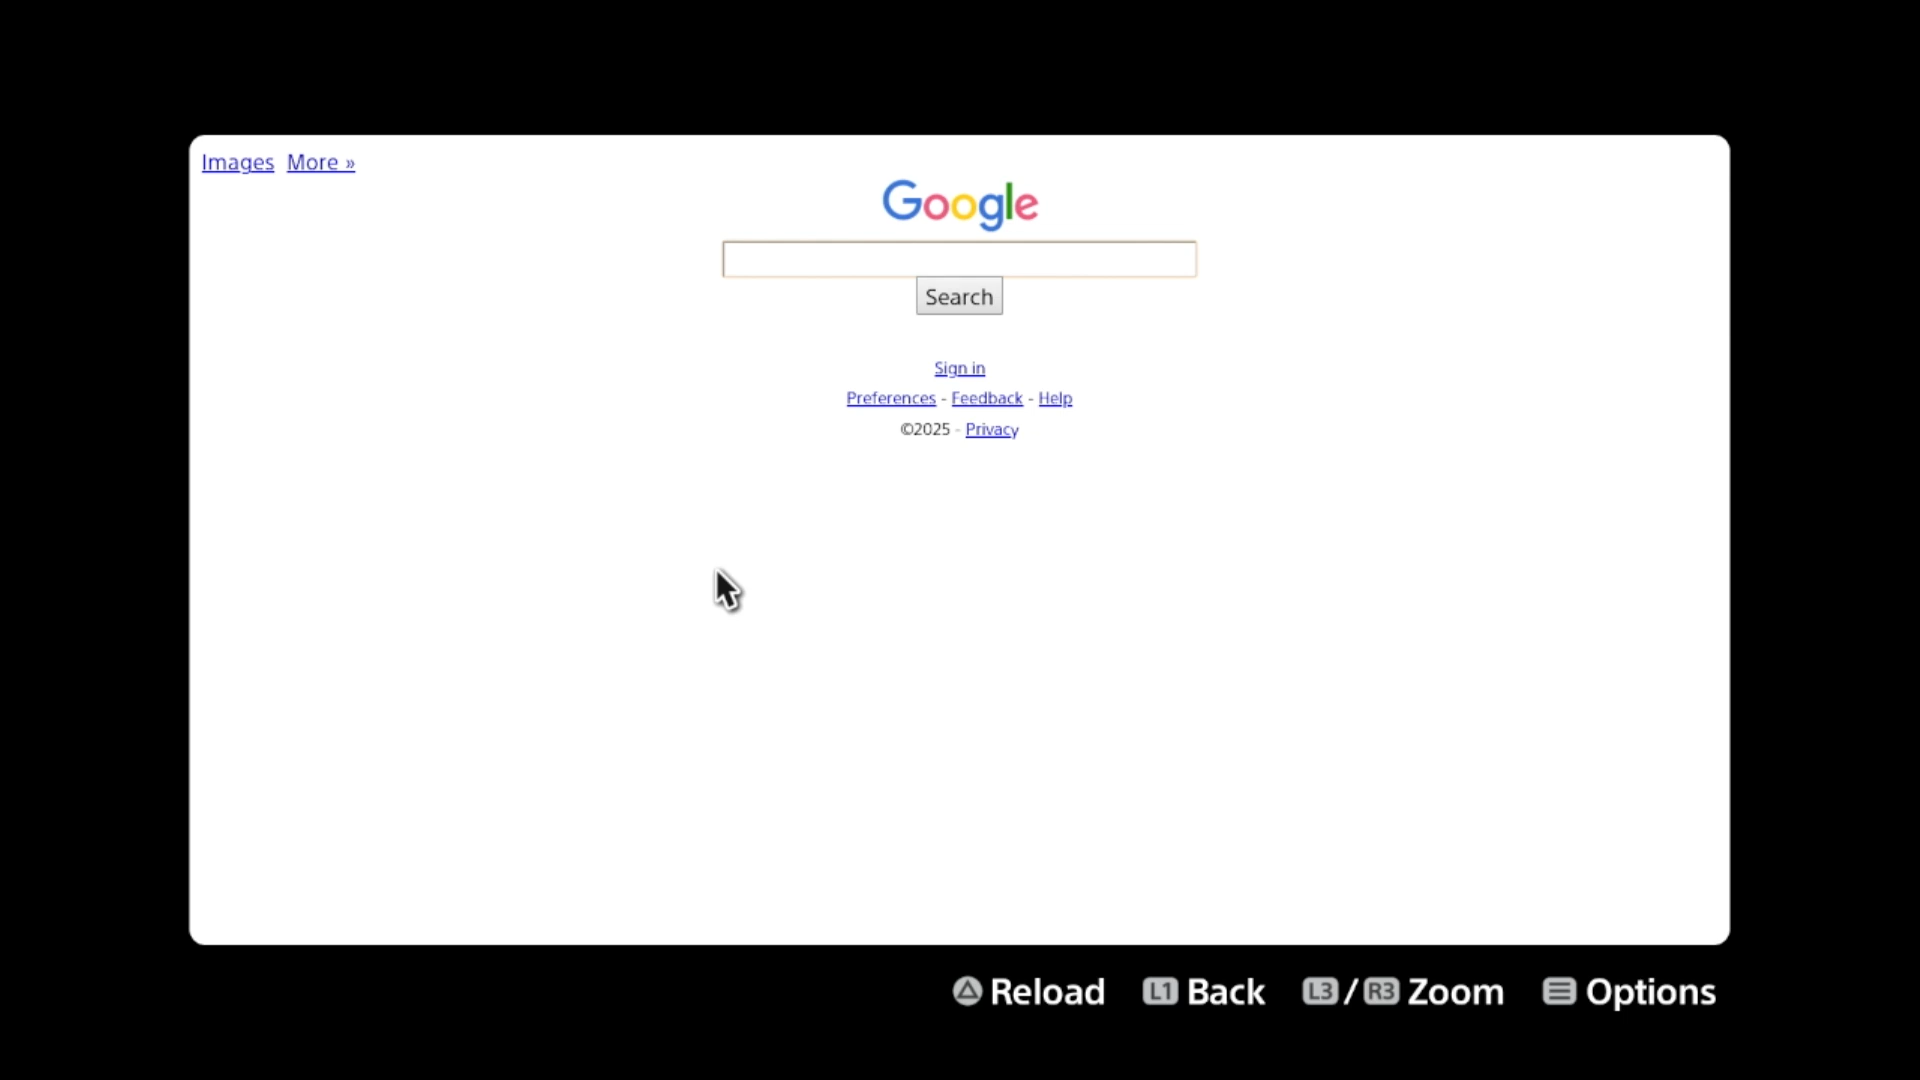 Images More »
Google
Search
Sign in
Preferences - Feedback - Help
©2025 - Privacy
Reload L1 Back L3 / R3 Zoom Options